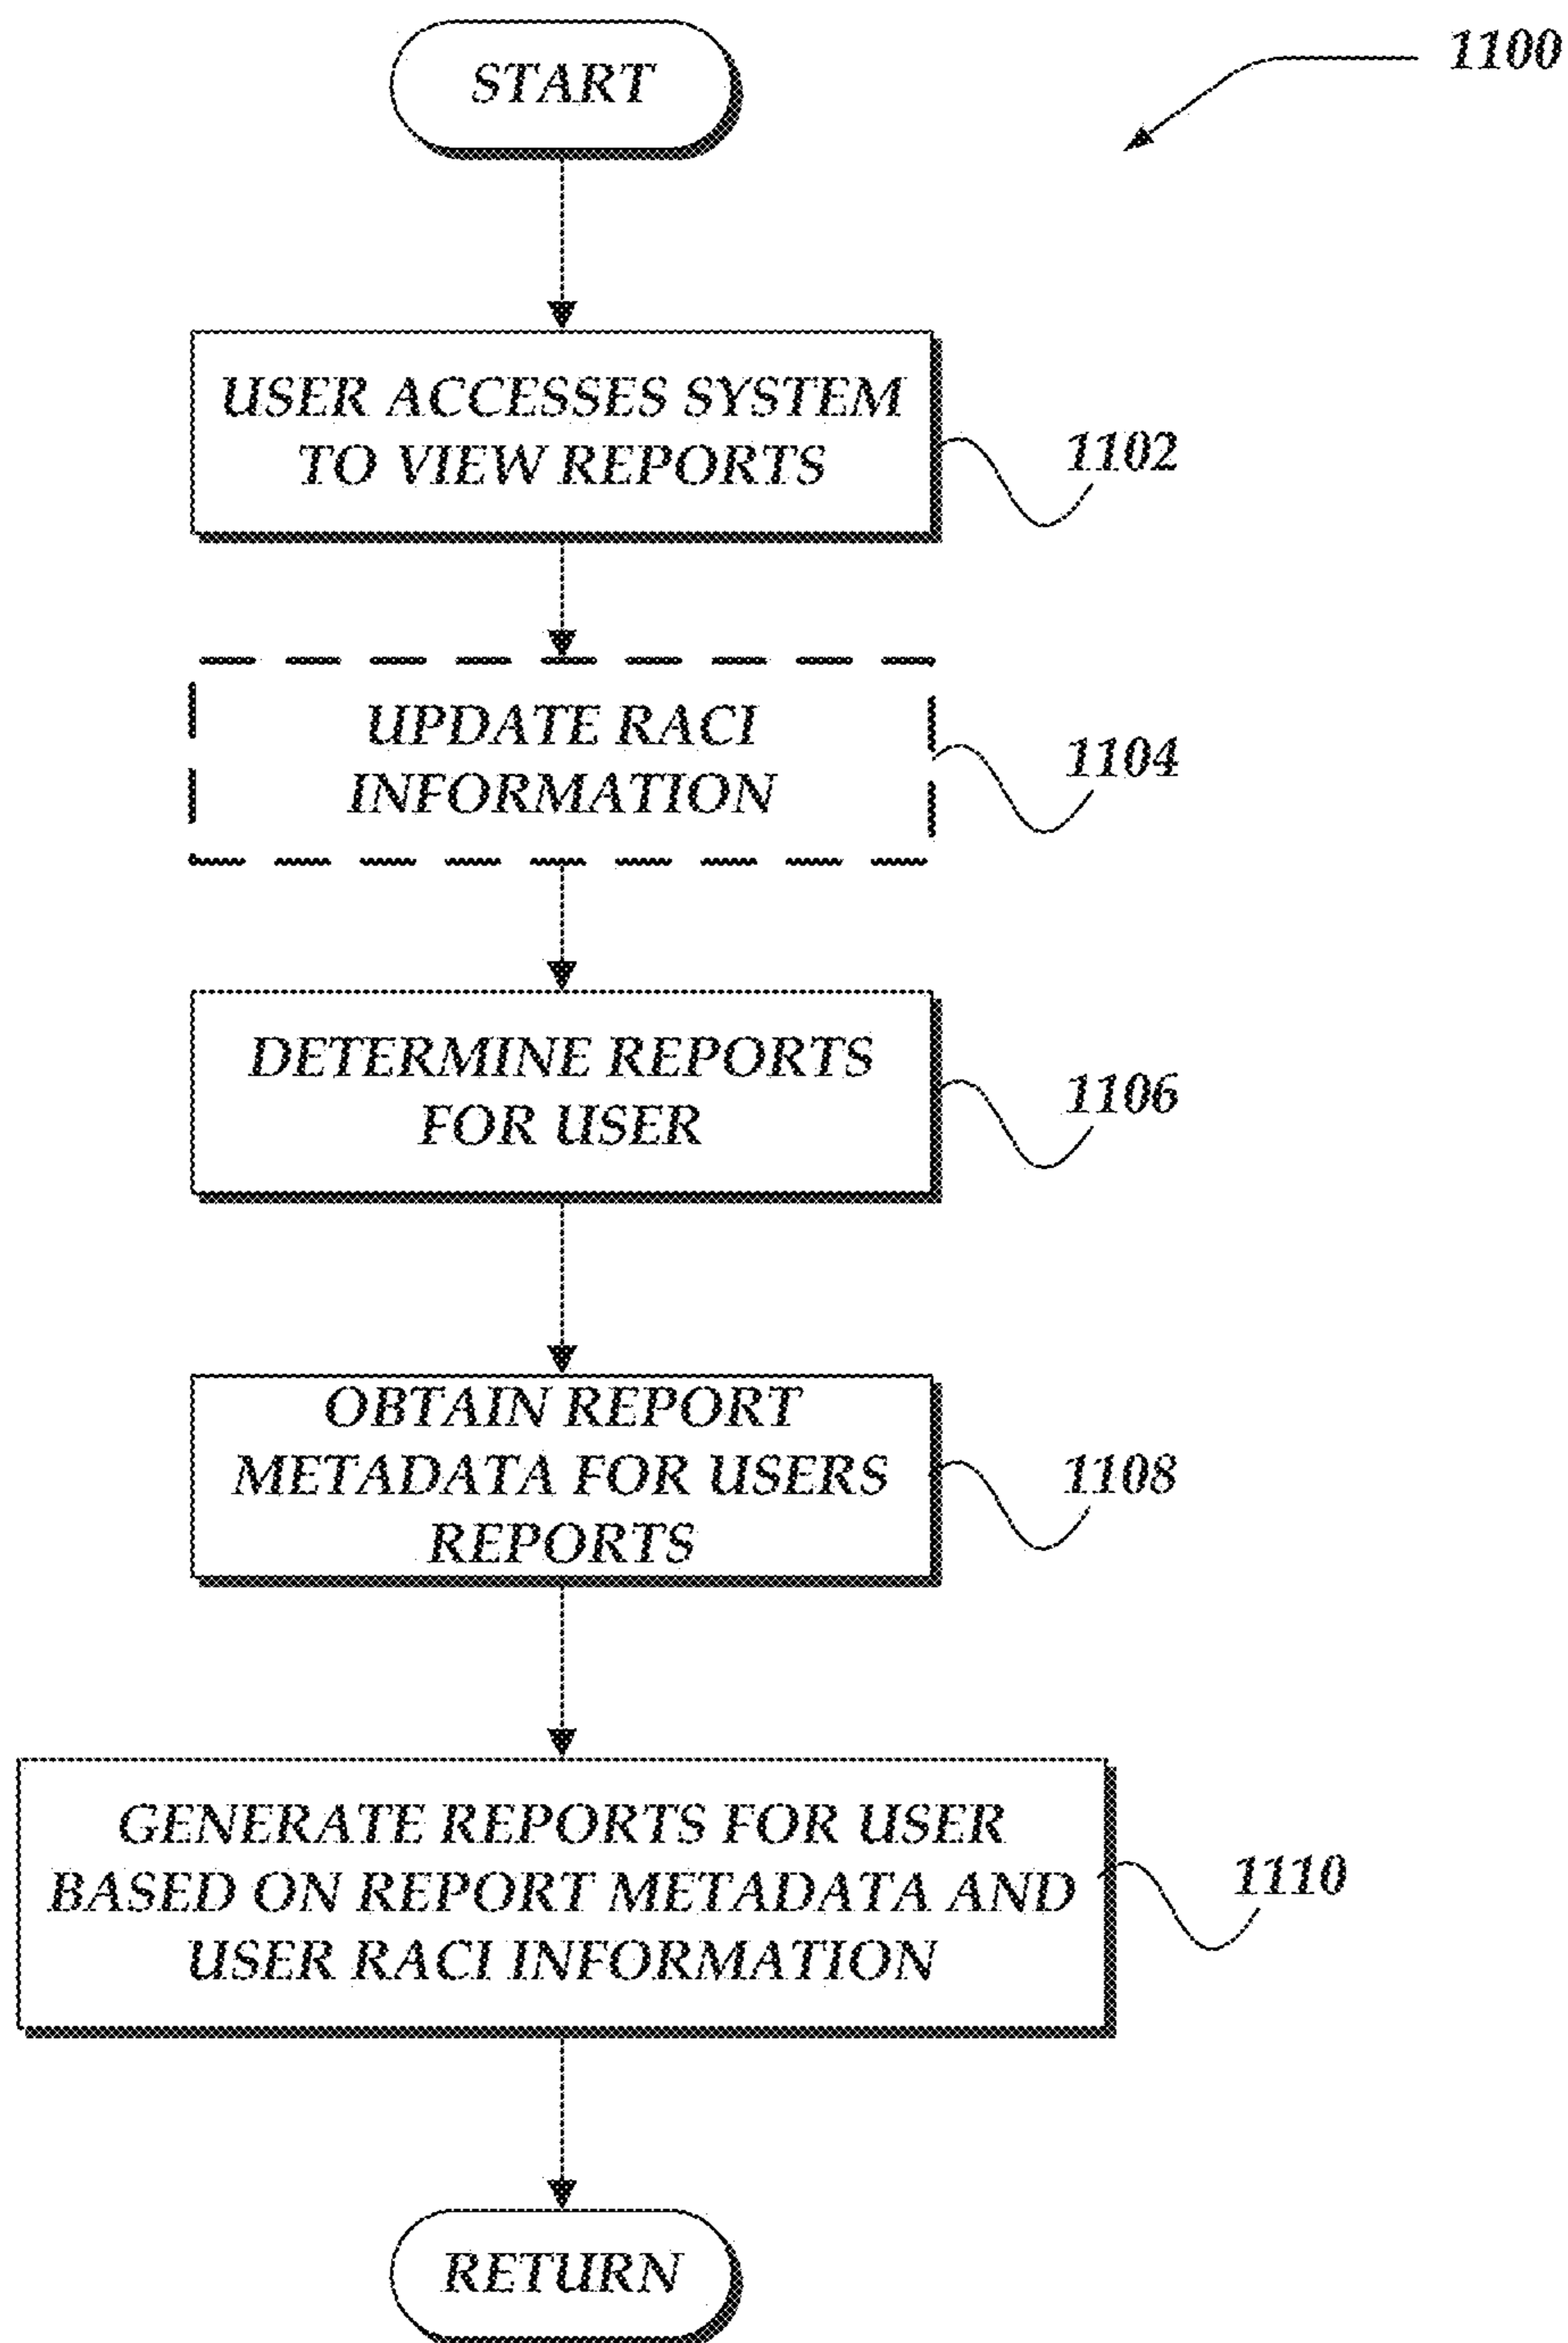 START
1100
USER ACCESSES SYSTEM
TO VIEW REPORTS
1102
UPDATE RACI
INFORMATION
1104
DETERMINE REPORTS
FOR USER
1106
OBTAIN REPORT
METADATA FOR USERS
REPORTS
1108
GENERATE REPORTS FOR USER
BASED ON REPORT METADATA AND
USER RACI INFORMATION
1110
RETURN